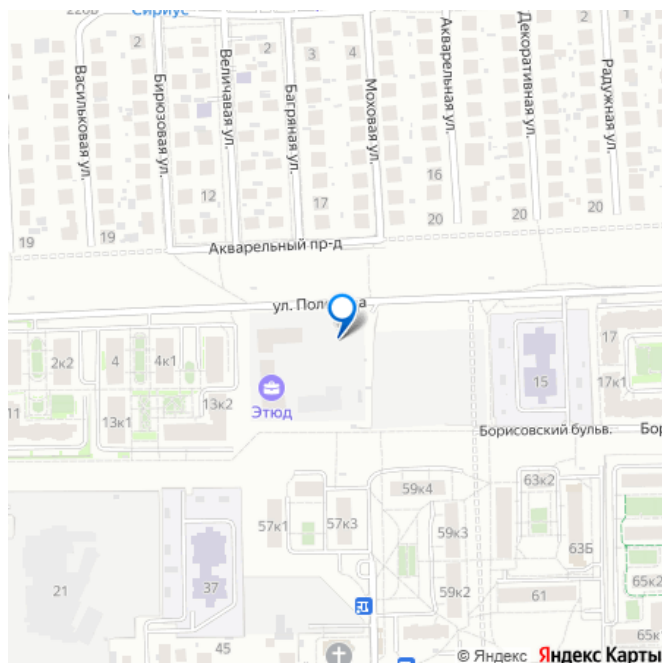 Сириус
2
2
3
4
Васильковая ул.
Бирюзовая ул.
Величавая ул.
Багряная ул.
Моховая ул.
Акварельная ул.
Декоративная ул.
Радужная ул.
12
17
16
20
20
20
19
19
Акварельный пр-д
2к2
4
4к1
11
13к1
13к2
Этюд
15
17
17к1
Борисовский бульв.
57к1
57к3
59к4
59к3
59к2
63к2
63Б
61
65к2
21
37
45
© Яндекс Яндекс Карты